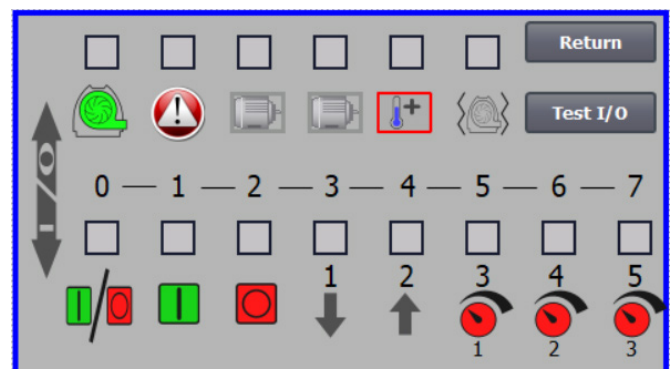 Return
Test I/O
I/O
0 — 1 — 2 — 3 — 4 — 5 — 6 — 7
1 2 3 4 5
1 2 3